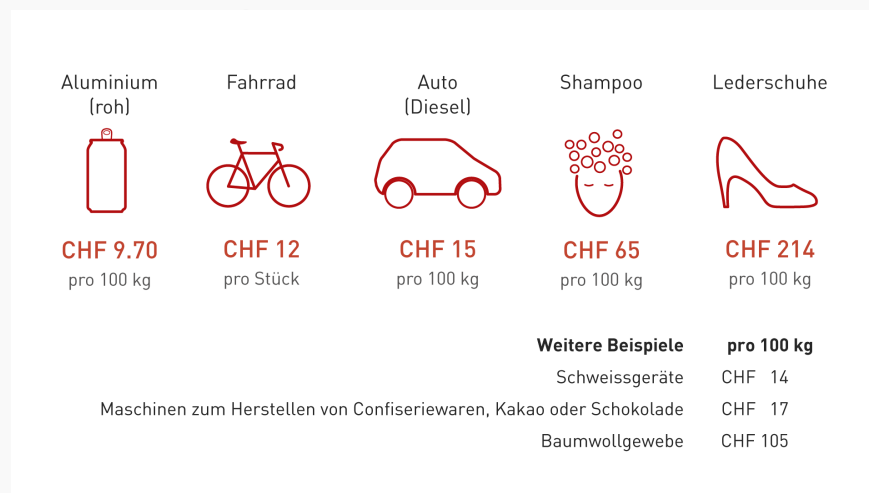 Aluminium
(roh)
Fahrrad
Auto
(Diesel)
Shampoo
Lederschuhe
CHF 9.70
pro 100 kg
CHF 12
pro Stück
CHF 15
pro 100 kg
CHF 65
pro 100 kg
CHF 214
pro 100 kg
Weitere Beispiele pro 100 kg
Schweissgeräte CHF 14
Maschinen zum Herstellen von Confiseriewaren, Kakao oder Schokolade CHF 17
Baumwollgewebe CHF 105